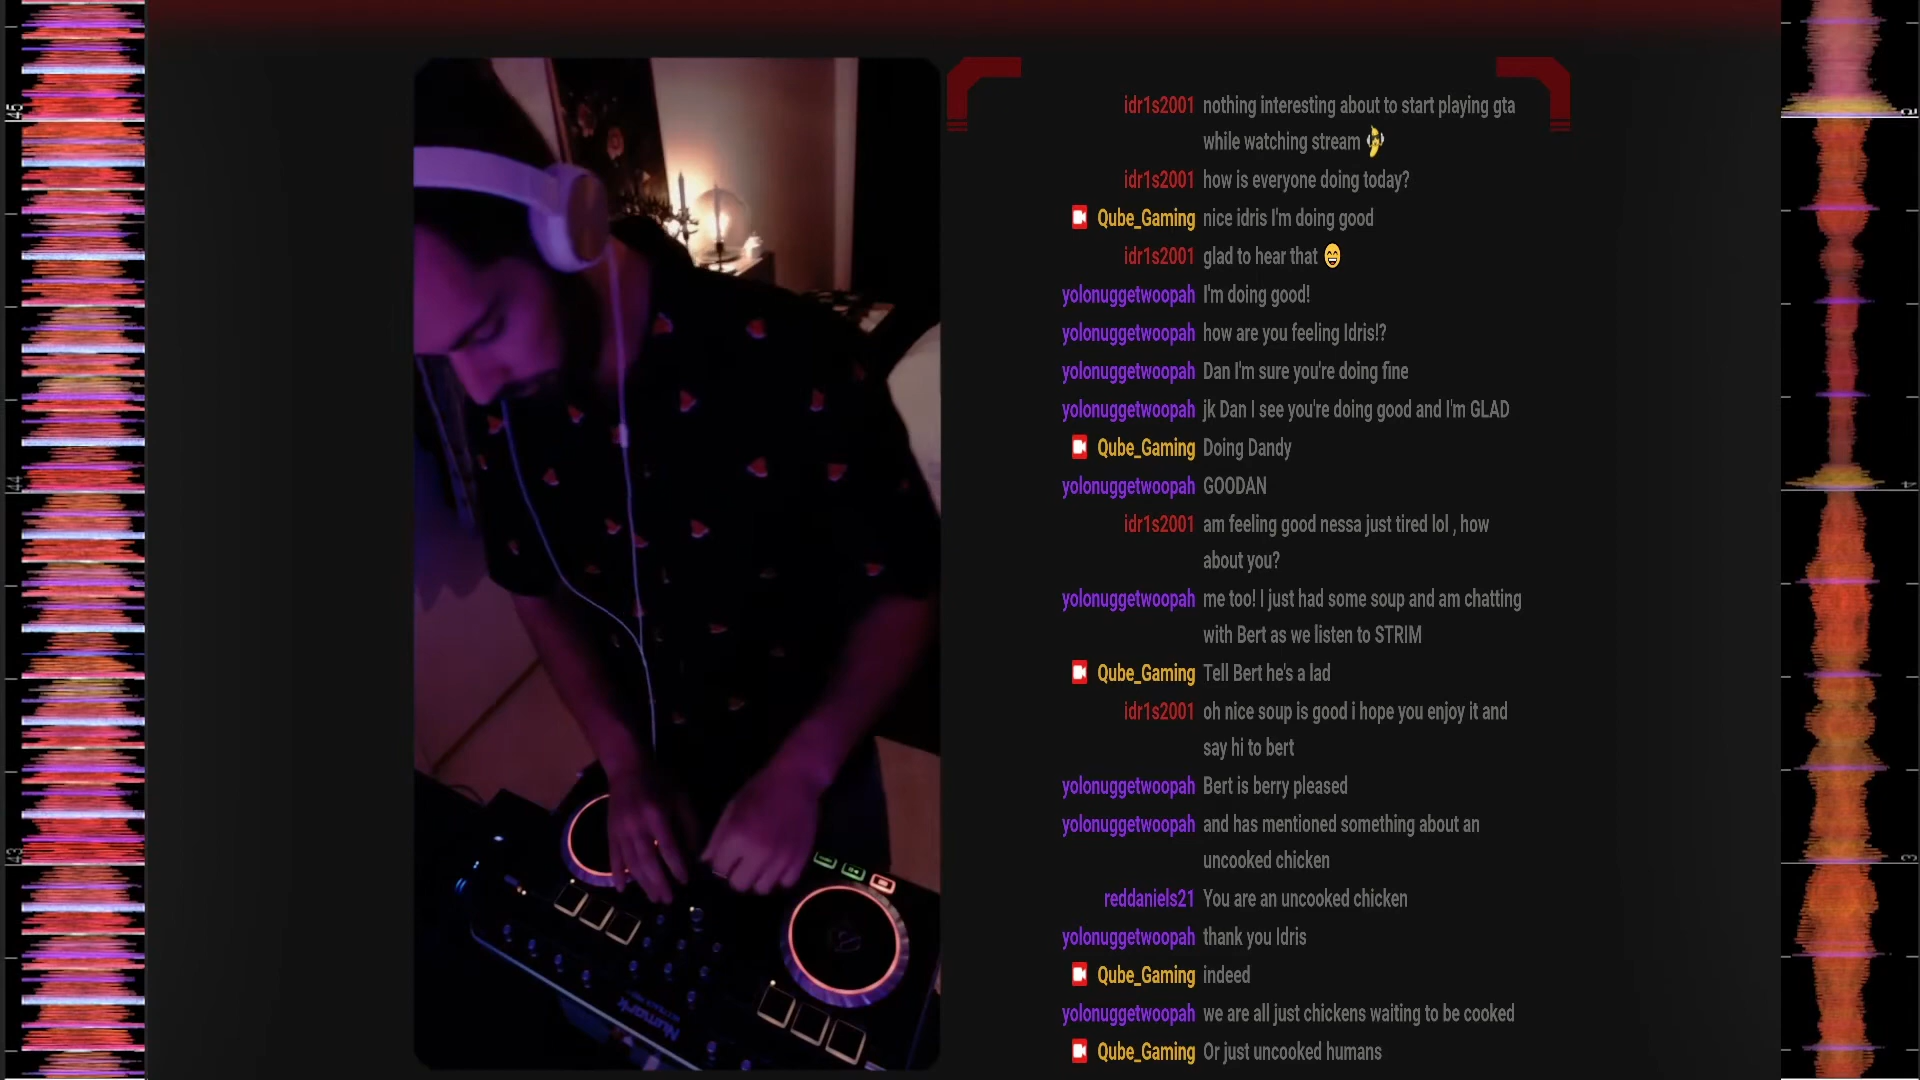 45
44
43
idr1s2001 nothing interesting about to start playing gta
while watching stream
idr1s2001 how is everyone doing today?
Qube_Gaming nice idris I'm doing good
idr1s2001 glad to hear that
yolonuggetwoopah I'm doing good!
yolonuggetwoopah how are you feeling Idris!?
yolonuggetwoopah Dan I'm sure you're doing fine
yolonuggetwoopah jk Dan I see you're doing good and I'm GLAD
Qube_Gaming Doing Dandy
yolonuggetwoopah GOODAN
idr1s2001 am feeling good nessa just tired lol , how
about you?
yolonuggetwoopah me too! I just had some soup and am chatting
with Bert as we listen to STRIM
Qube_Gaming Tell Bert he's a lad
idr1s2001 oh nice soup is good i hope you enjoy it and
say hi to bert
yolonuggetwoopah Bert is berry pleased
yolonuggetwoopah and has mentioned something about an
uncooked chicken
reddaniels21 You are an uncooked chicken
yolonuggetwoopah thank you Idris
Qube_Gaming indeed
yolonuggetwoopah we are all just chickens waiting to be cooked
Qube_Gaming Or just uncooked humans
Numark
3